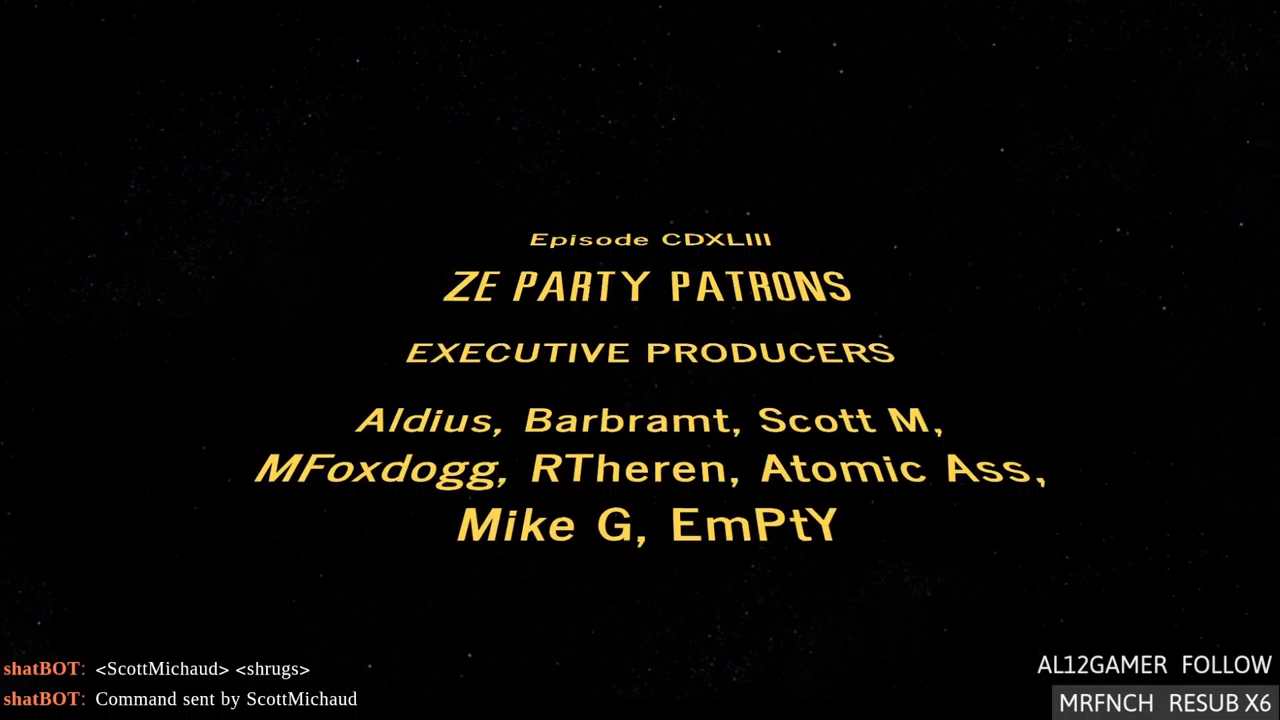 Episode CDXLIII
ZE PARTY PATRONS
EXECUTIVE PRODUCERS
Aldius, Barbramt, Scott M,
MFoxdogg, RTheren, Atomic Ass,
Mike G, EmPtY
shatBOT: <ScottMichaud> <shrugs>
shatBOT: Command sent by ScottMichaud
AL12GAMER FOLLOW
MRFNCH RESUB X6